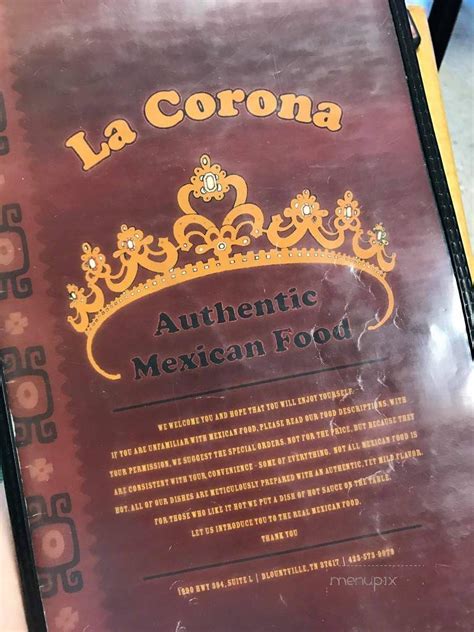 La Corona
Authentic
Mexican Food
WE WELCOME YOU AND HOPE THAT YOU WILL ENJOY YOURSELF.
IF YOU ARE UNFAMILIAR WITH MEXICAN FOOD, PLEASE READ OUR FOOD DESCRIPTIONS. WITH
YOUR PERMISSION, WE SUGGEST THE SPECIAL ORDERS. NOT FOR THE PRICE, BUT BECAUSE THEY
ARE CONSISTENT WITH YOUR CONVENIENCE - SOME OF EVERYTHING. NOT ALL MEXICAN FOOD IS
HOT. ALL OF OUR DISHES ARE METICULOUSLY PREPARED WITH AN AUTHENTIC, YET MILD FLAVOR.
FOR THOSE WHO LIKE IT HOT WE PUT A DISH OF HOT SAUCE ON THE TABLE.
LET US INTRODUCE YOU TO THE REAL MEXICAN FOOD.
THANK YOU
HWY 394, SUITE L | BLOUNTVILLE, TN 37617 |
menupix